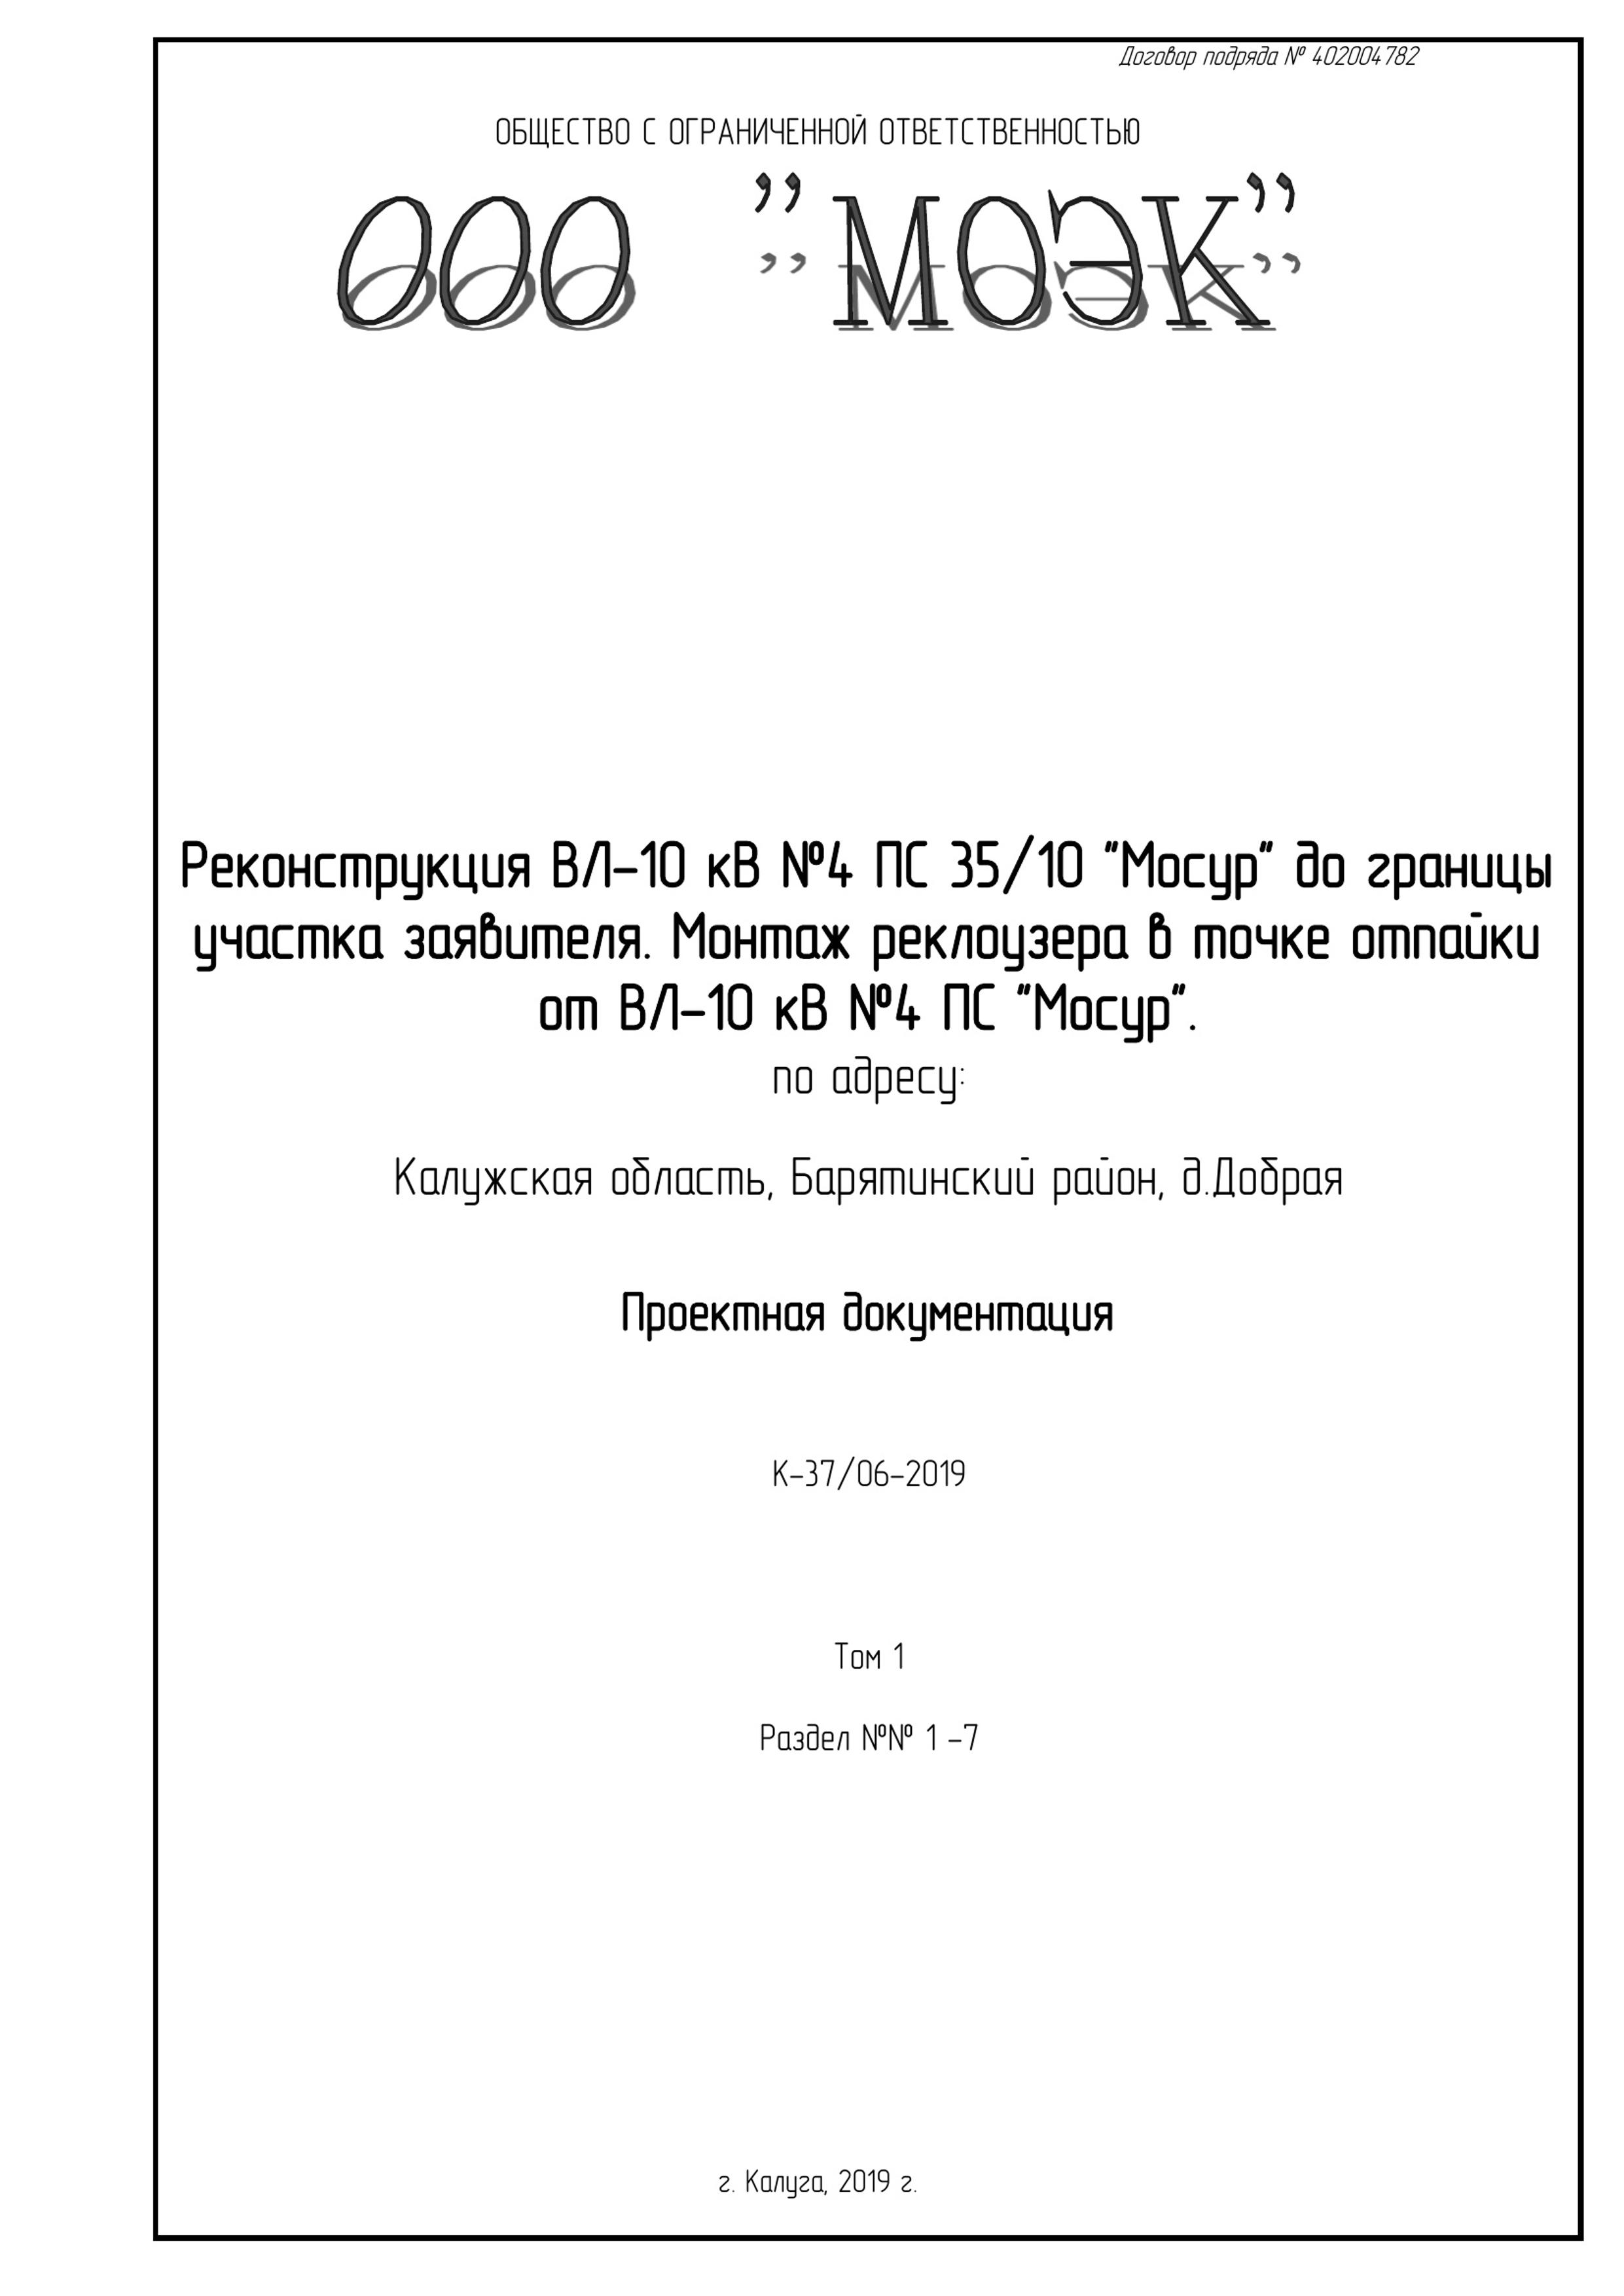 Договор подряда № 402004782
ОБЩЕСТВО С ОГРАНИЧЕННОЙ ОТВЕТСТВЕННОСТЬЮ
ООО "МОЭК"
Реконструкция ВЛ-10 кВ №4 ПС 35/10 "Мосур" до границы
участка заявителя. Монтаж реклоузера в точке отпайки
от ВЛ-10 кВ №4 ПС "Мосур".
по адресу:
Калужская область, Барятинский район, д.Добрая
Проектная документация
К-37/06-2019
Том 1
Раздел №№ 1 -7
г. Калуга, 2019 г.